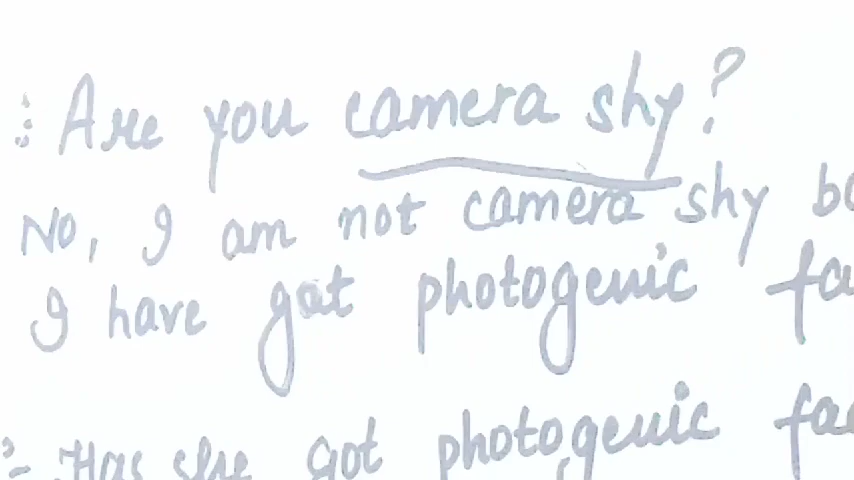 : Are you camera shy?
No, I am not camera shy
I have got photogenic
:- Has she got photogenic